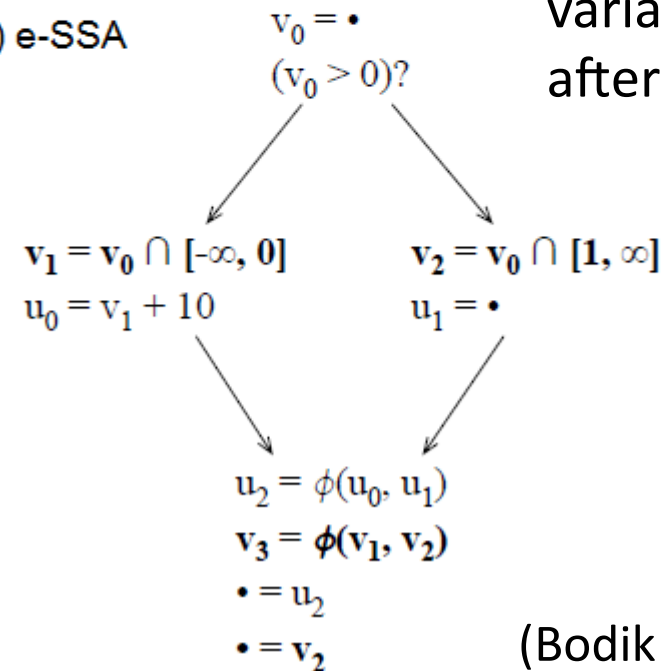 ) e-SSA
v₀ = •
(v₀ > 0)?
varia
after
v₁ = v₀ ∩ [-∞, 0]
u₀ = v₁ + 10
v₂ = v₀ ∩ [1, ∞]
u₁ = •
u₂ = ϕ(u₀, u₁)
v₃ = ϕ(v₁, v₂)
• = u₂
• = v₂
(Bodik